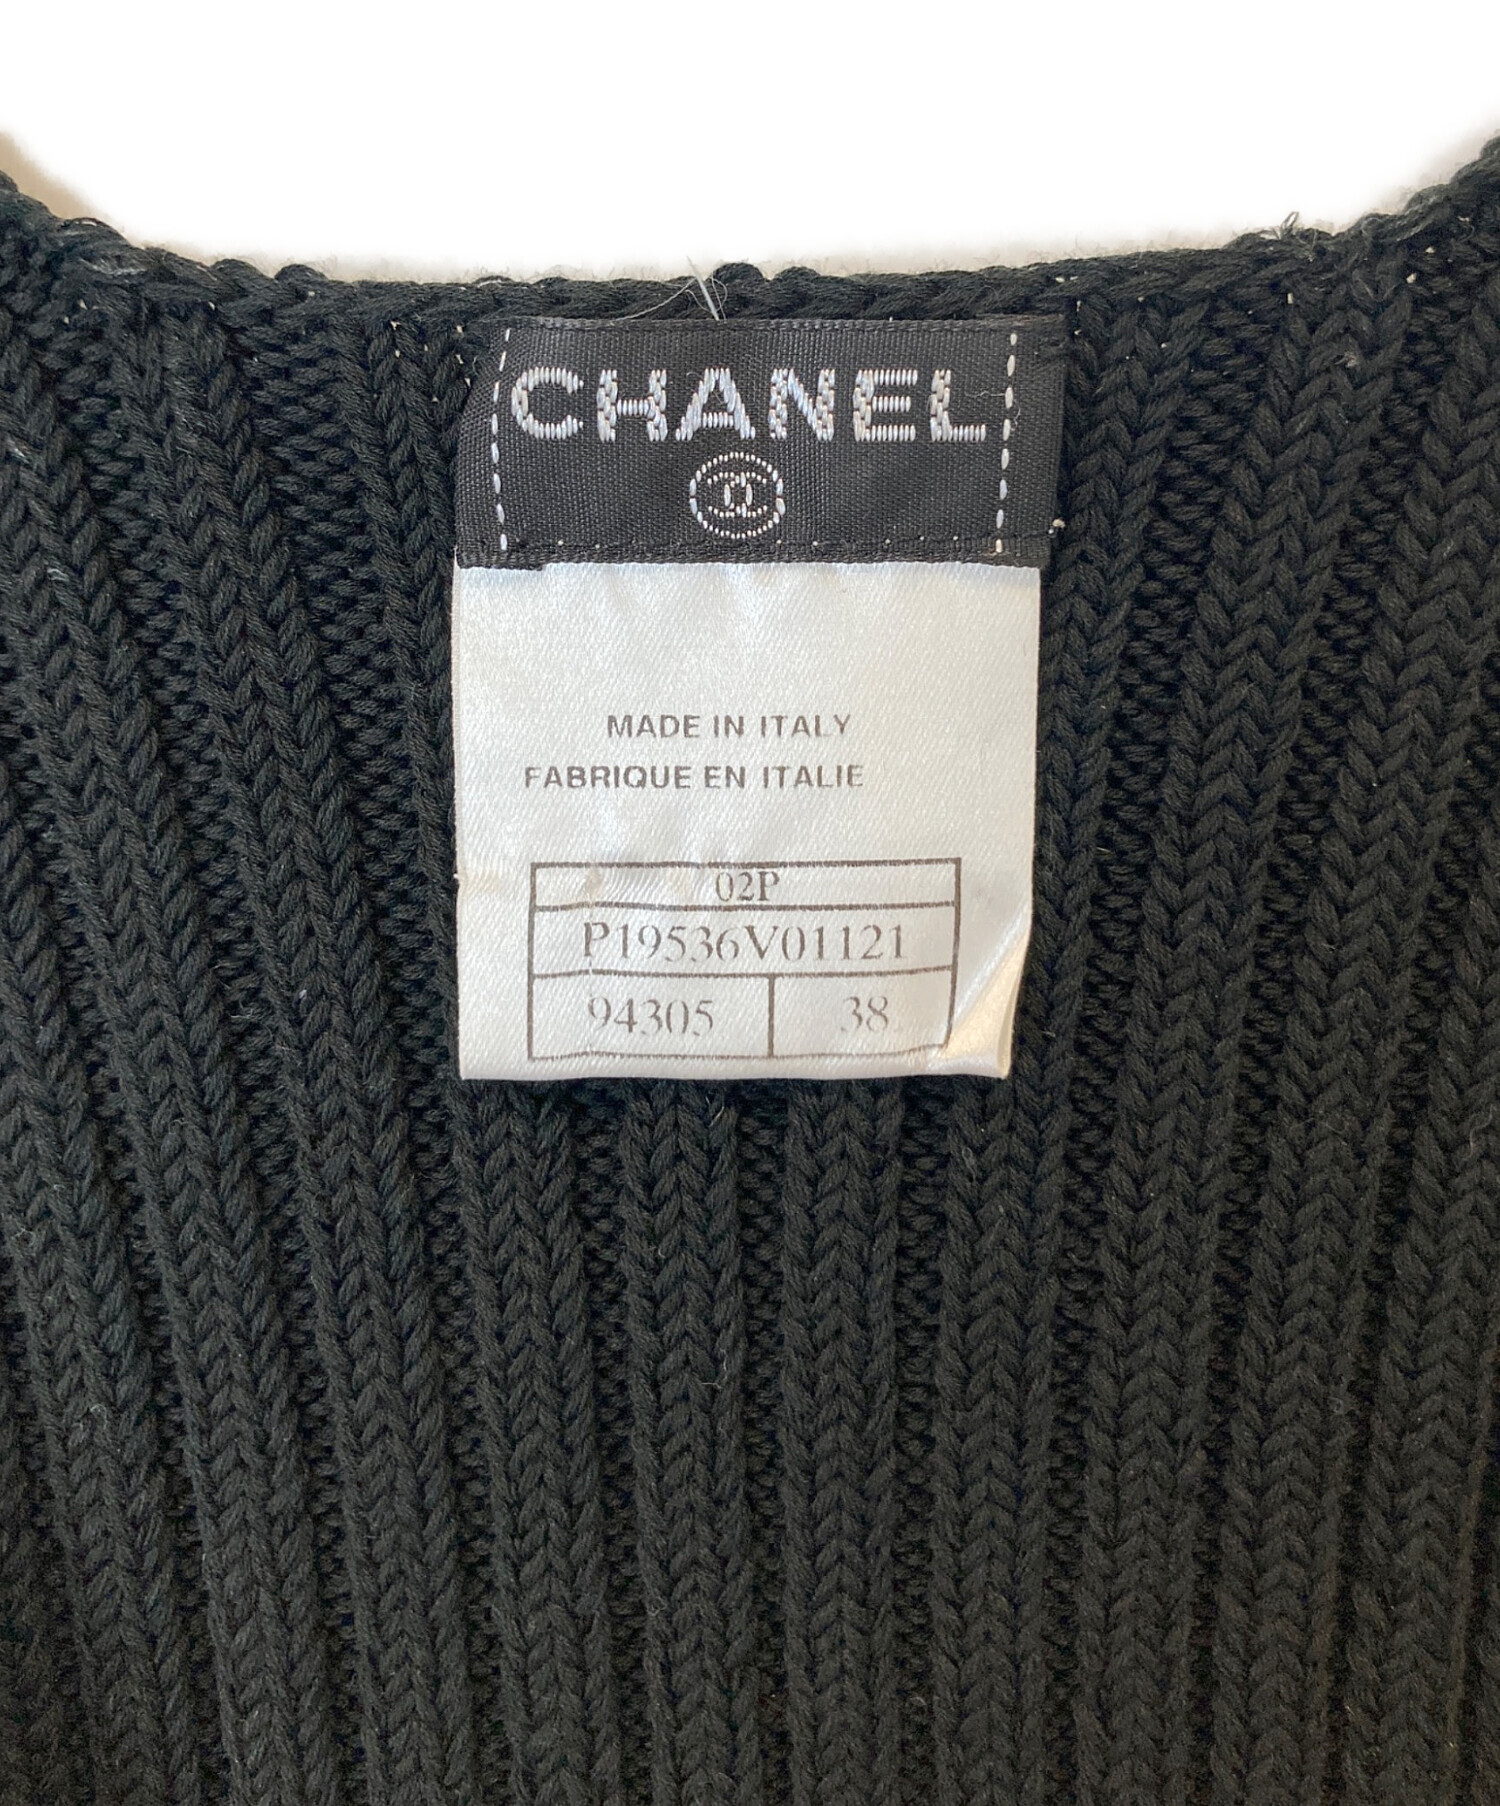 CHANEL
MADE IN ITALY
FABRIQUE EN ITALIE
02P
P19536V01121
94305 38